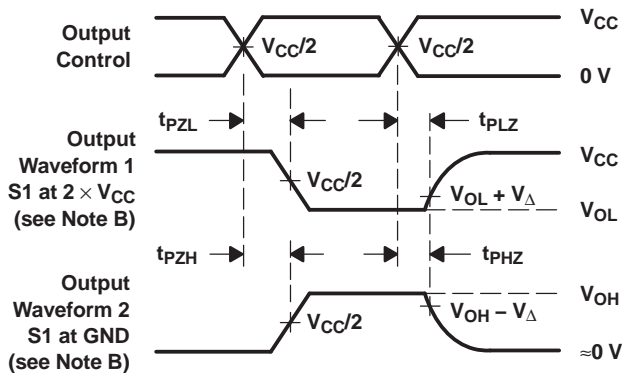 Output
Control
V_CC/2
V_CC/2
V_CC
0 V
t_PZL
t_PLZ
Output
Waveform 1
S1 at 2 × V_CC
(see Note B)
V_CC/2
V_CC
V_OL + V_Δ
V_OL
t_PZH
t_PHZ
Output
Waveform 2
S1 at GND
(see Note B)
V_CC/2
V_OH
V_OH − V_Δ
≈0 V